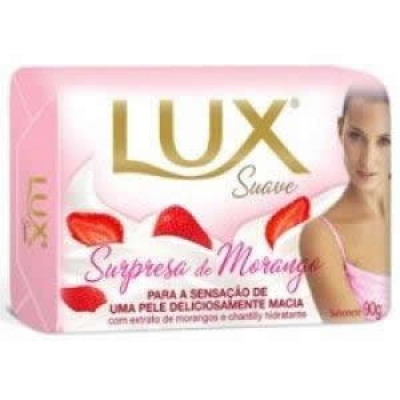 LUX®
Suave
Surpresa de Morango
PARA A SENSAÇÃO DE
UMA PELE DELICIOSAMENTE MACIA
com extrato de morangos e chantilly hidratante
Sabonete 90g
LUX